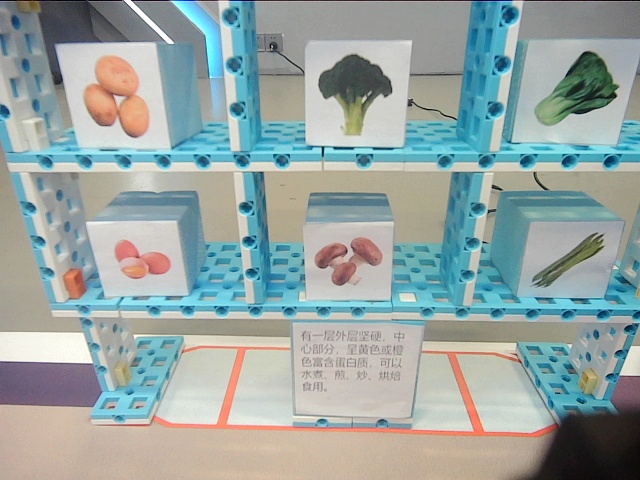 有一层外层坚硬，中
心部分，呈黄色或橙
色富含蛋白质，可以
水煮、煎、炒、烘焙
食用。